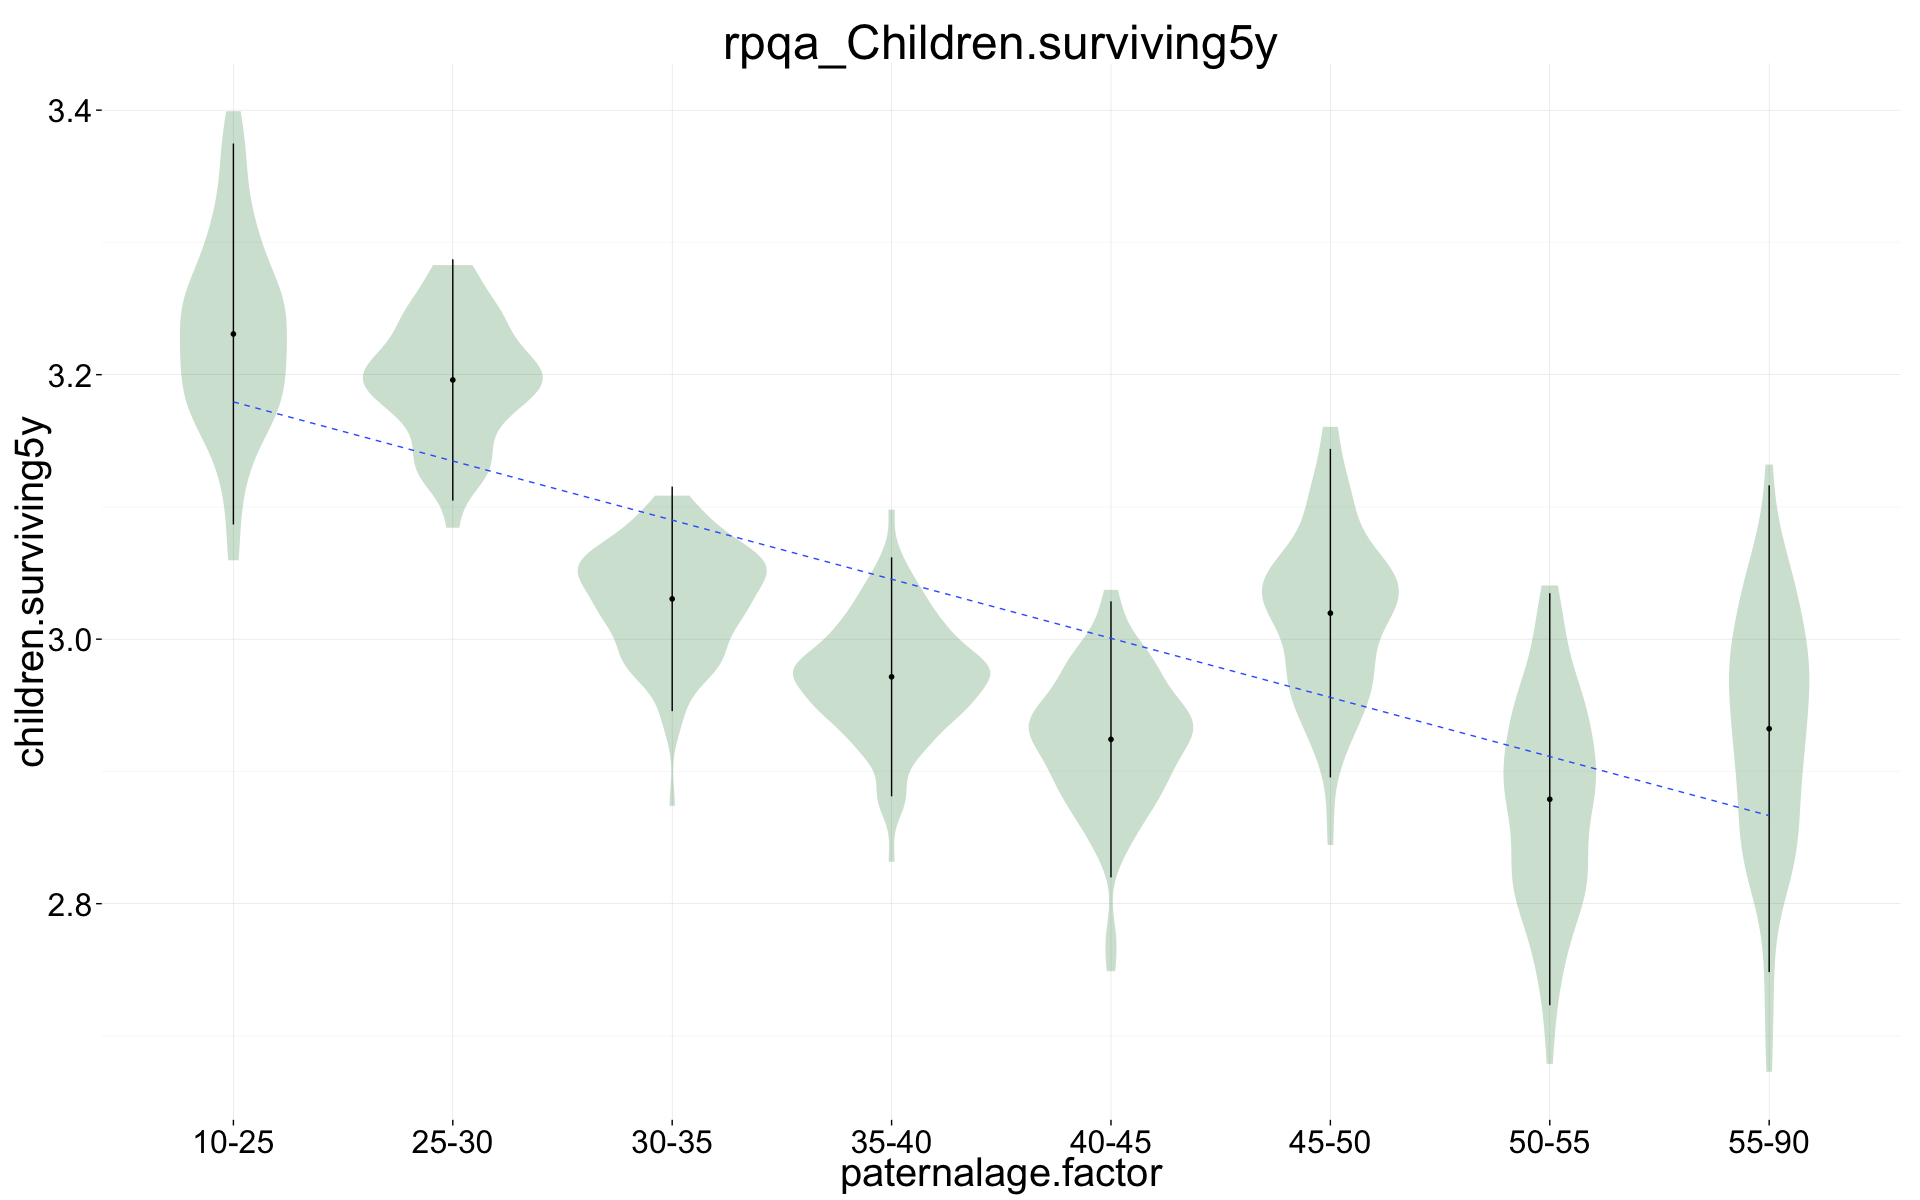 rpqa_Children.surviving5y
children.surviving5y
3.4
3.2
3.0
2.8
10-25 25-30 30-35 35-40 40-45 45-50 50-55 55-90
paternalage.factor